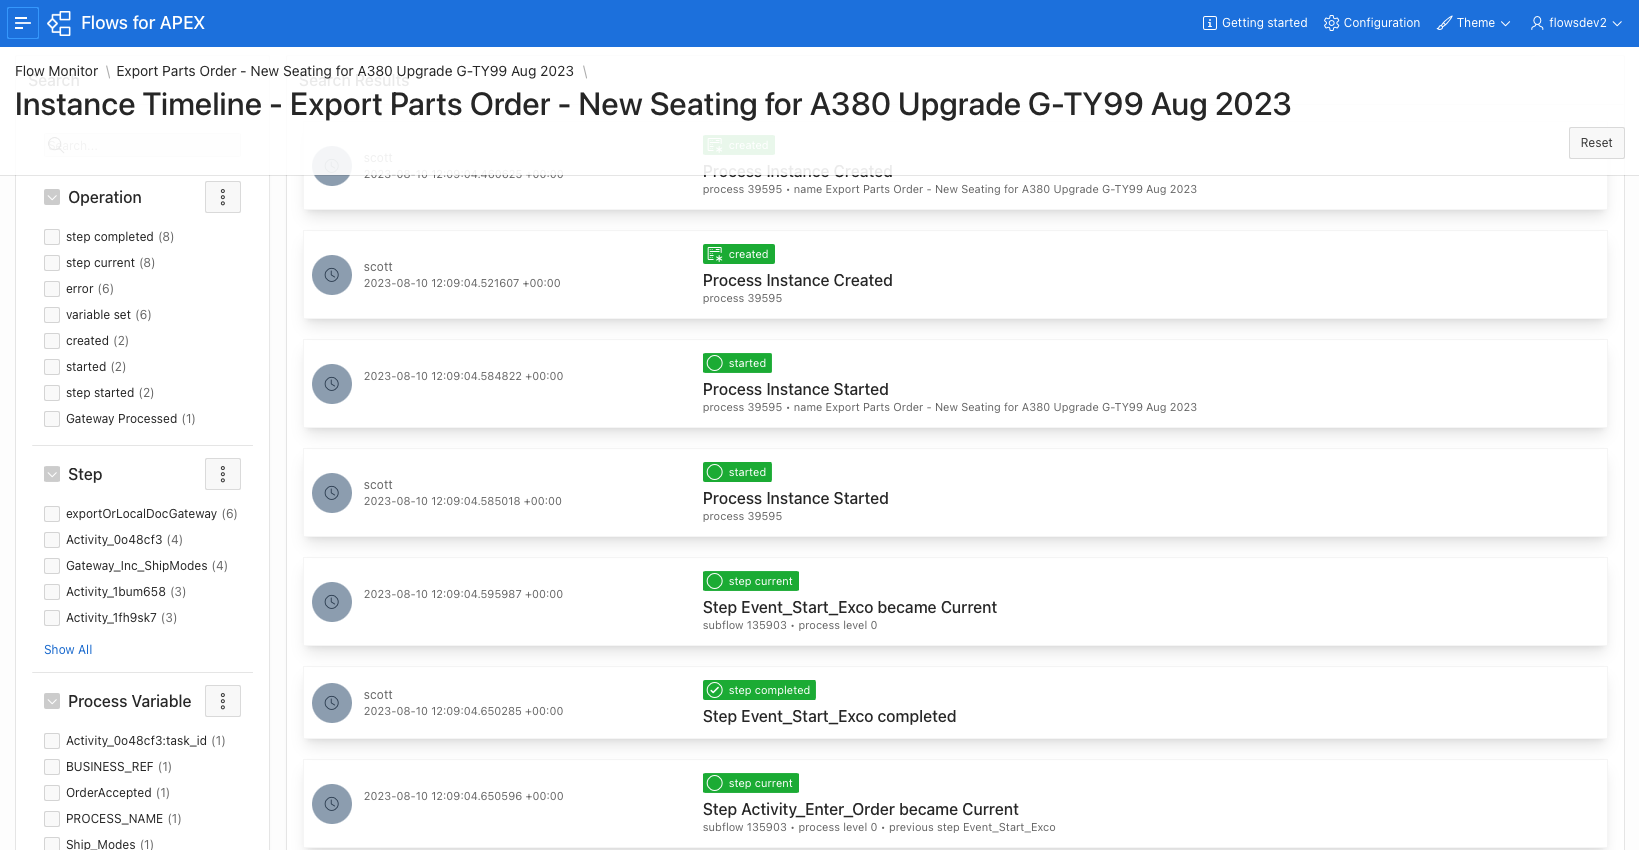 Flows for APEX
Getting started
Configuration
Theme
flowsdev2
Flow Monitor \ Export Parts Order - New Seating for A380 Upgrade G-TY99 Aug 2023 \
Search
Search Results
Instance Timeline - Export Parts Order - New Seating for A380 Upgrade G-TY99 Aug 2023
Reset
Search...
Operation
step completed (8)
step current (8)
error (6)
variable set (6)
created (2)
started (2)
step started (2)
Gateway Processed (1)
Step
exportOrLocalDocGateway (6)
Activity_0o48cf3 (4)
Gateway_Inc_ShipModes (4)
Activity_1bum658 (3)
Activity_1fh9sk7 (3)
Show All
Process Variable
Activity_0o48cf3:task_id (1)
BUSINESS_REF (1)
OrderAccepted (1)
PROCESS_NAME (1)
Ship_Modes (1)
scott
created
Process Instance Created
process 39595 • name Export Parts Order - New Seating for A380 Upgrade G-TY99 Aug 2023
scott
2023-08-10 12:09:04.521607 +00:00
created
Process Instance Created
process 39595
2023-08-10 12:09:04.584822 +00:00
started
Process Instance Started
process 39595 • name Export Parts Order - New Seating for A380 Upgrade G-TY99 Aug 2023
scott
2023-08-10 12:09:04.585018 +00:00
started
Process Instance Started
process 39595
2023-08-10 12:09:04.595987 +00:00
step current
Step Event_Start_Exco became Current
subflow 135903 • process level 0
scott
2023-08-10 12:09:04.650285 +00:00
step completed
Step Event_Start_Exco completed
2023-08-10 12:09:04.650596 +00:00
step current
Step Activity_Enter_Order became Current
subflow 135903 • process level 0 • previous step Event_Start_Exco